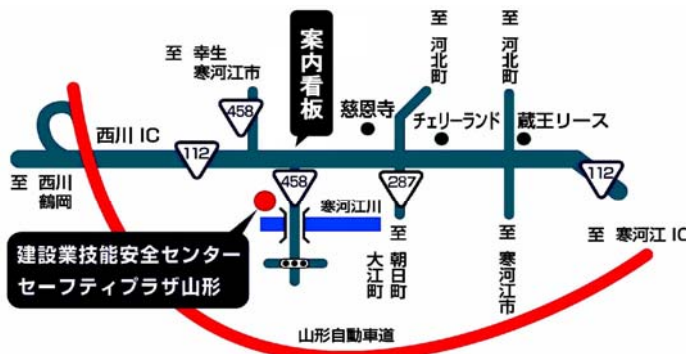 至 幸生
寒河江市
案内看板
至 河北町
至 河北町
458
慈恩寺
チェリーランド
蔵王リース
西川 IC
112
至 西川
鶴岡
458
287
112
寒河江川
建設業技能安全センター
セーフティプラザ山形
至 朝日町
大江町
至 寒河江市
至 寒河江 IC
山形自動車道